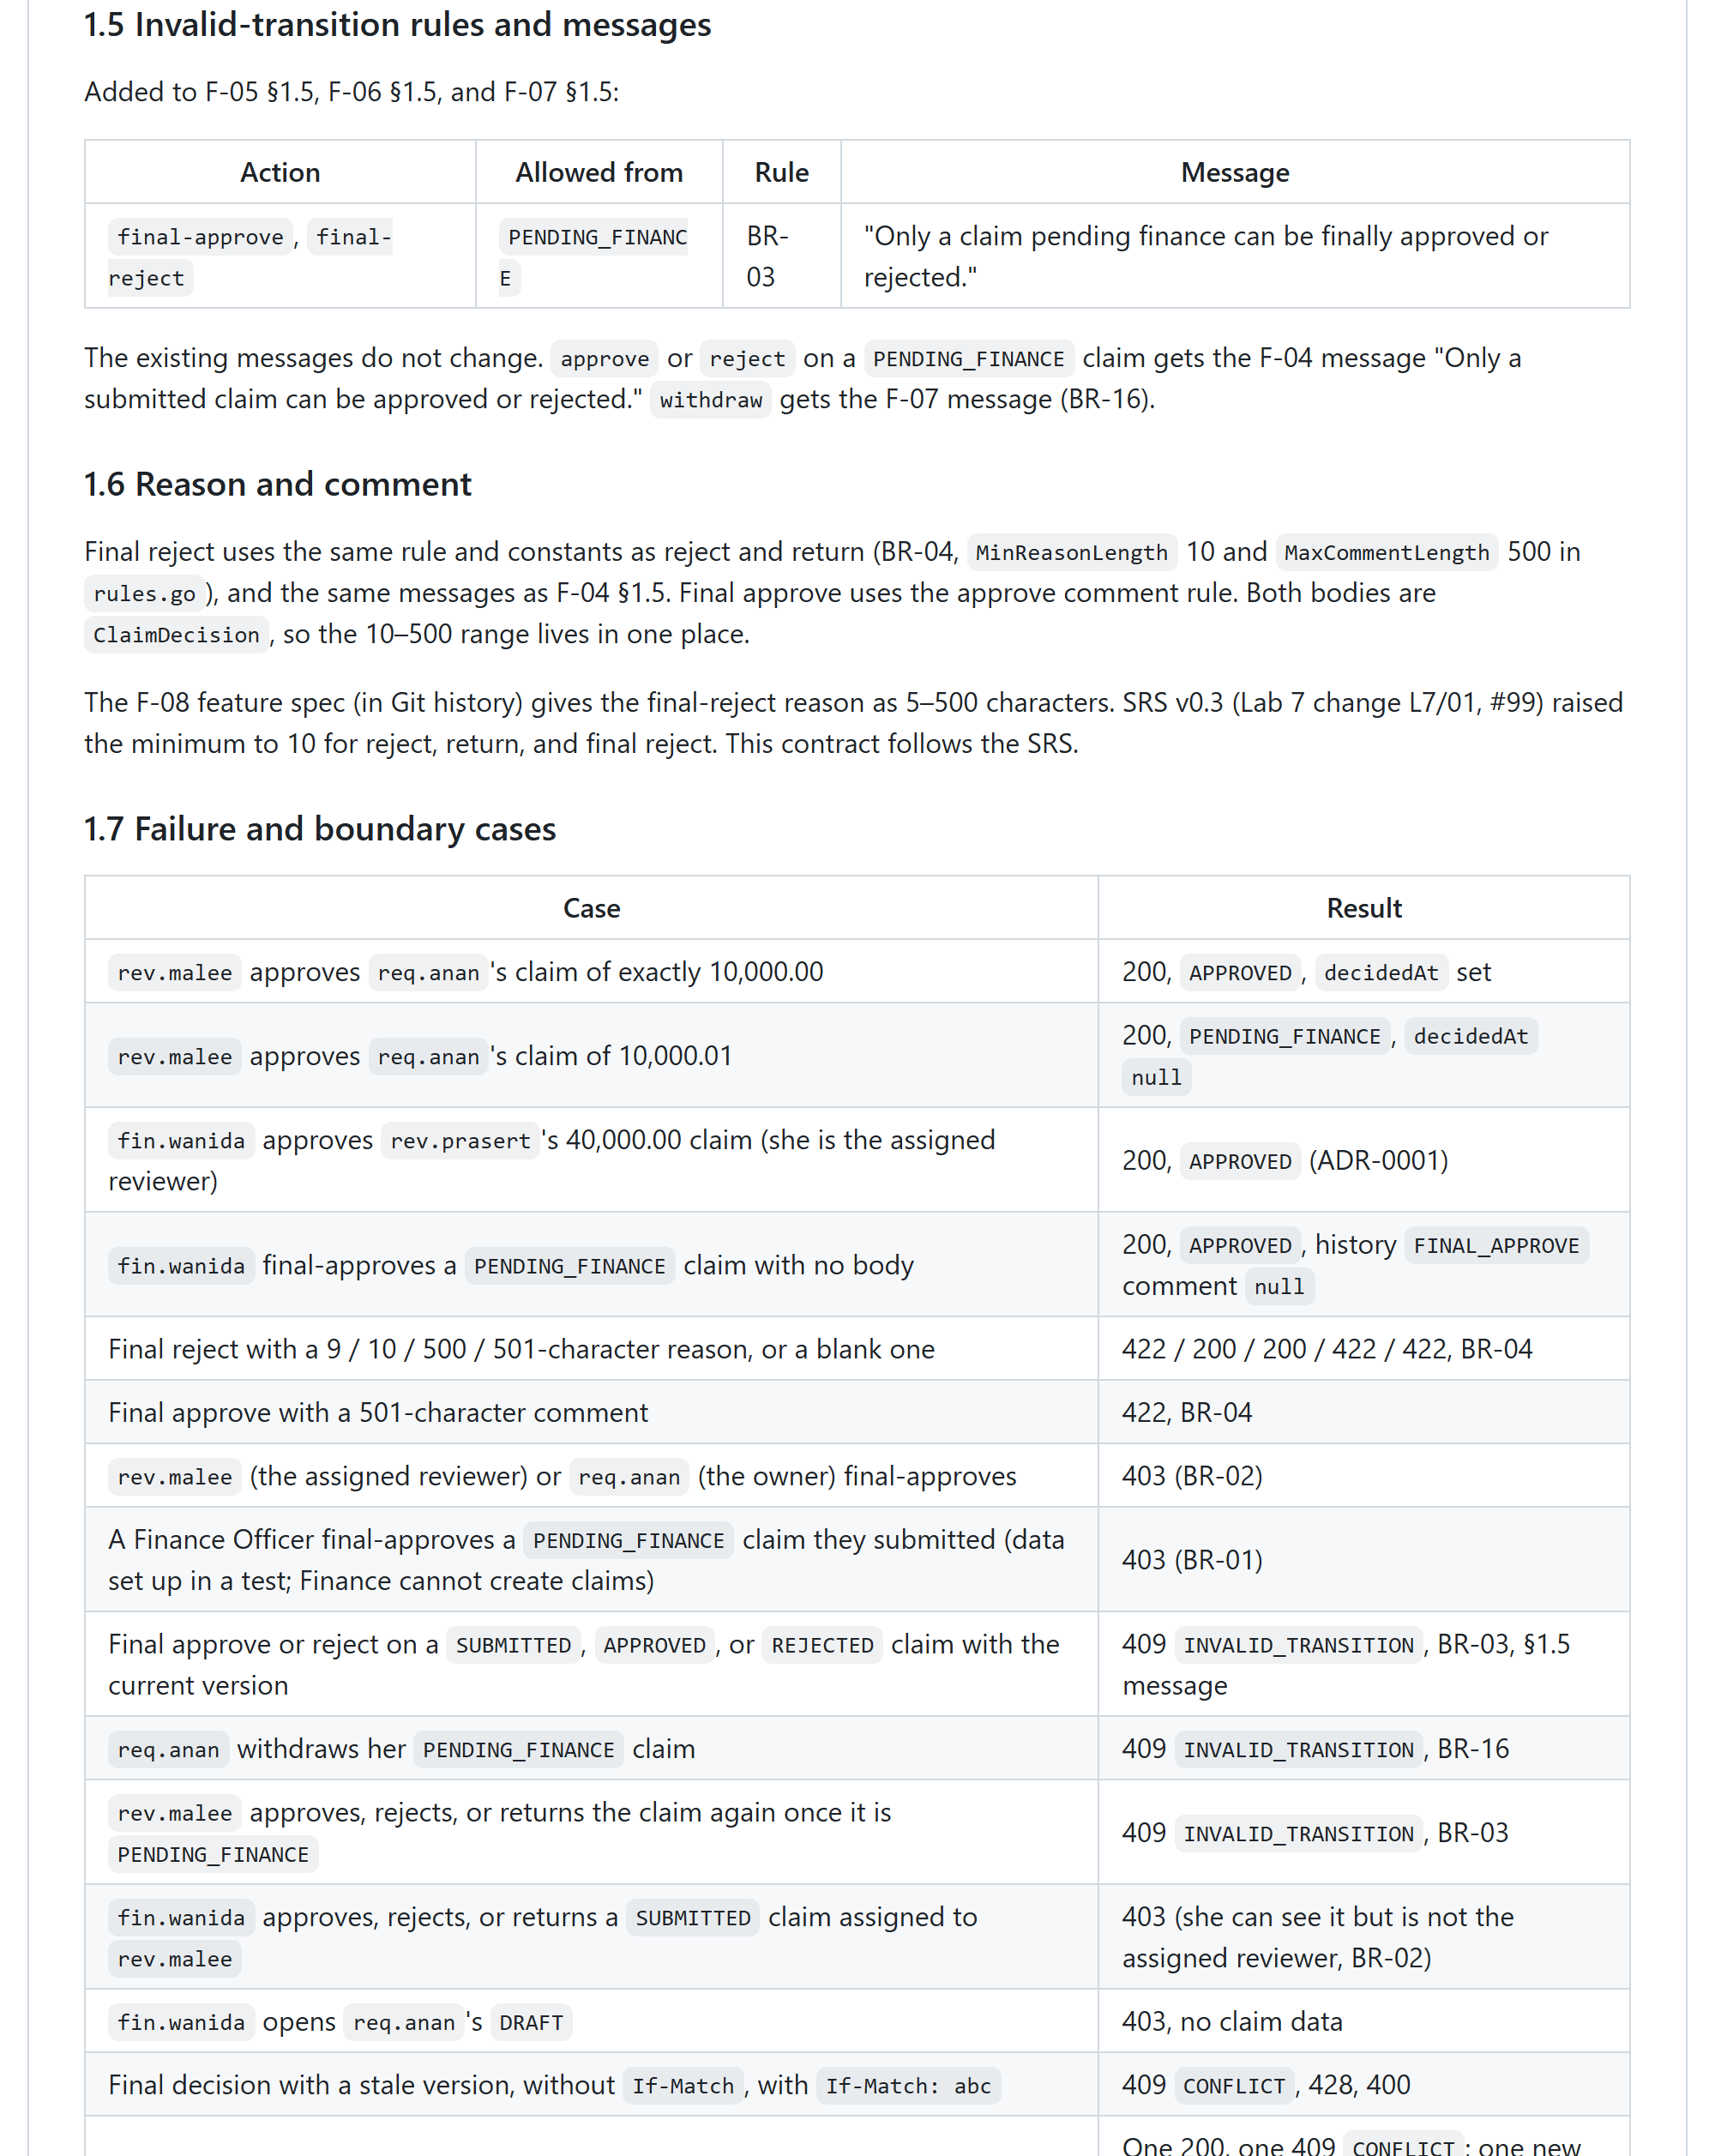 1.5 Invalid-transition rules and messages
Added to F-05 §1.5, F-06 §1.5, and F-07 §1.5:
Action Allowed from Rule Message
final-approve, final-
reject
PENDING_FINANC
E
BR-
03
"Only a claim pending finance can be finally approved or
rejected."
The existing messages do not change. approve or reject on a PENDING_FINANCE claim gets the F-04 message "Only a
submitted claim can be approved or rejected." withdraw gets the F-07 message (BR-16).
1.6 Reason and comment
Final reject uses the same rule and constants as reject and return (BR-04, MinReasonLength 10 and MaxCommentLength 500 in
rules.go), and the same messages as F-04 §1.5. Final approve uses the approve comment rule. Both bodies are
ClaimDecision, so the 10–500 range lives in one place.
The F-08 feature spec (in Git history) gives the final-reject reason as 5–500 characters. SRS v0.3 (Lab 7 change L7/01, #99) raised
the minimum to 10 for reject, return, and final reject. This contract follows the SRS.
1.7 Failure and boundary cases
Case Result
rev.malee approves req.anan's claim of exactly 10,000.00
200, APPROVED, decidedAt set
rev.malee approves req.anan's claim of 10,000.01
200, PENDING_FINANCE, decidedAt
null
fin.wanida approves rev.prasert's 40,000.00 claim (she is the assigned
reviewer)
200, APPROVED (ADR-0001)
fin.wanida final-approves a PENDING_FINANCE claim with no body
200, APPROVED, history FINAL_APPROVE
comment null
Final reject with a 9 / 10 / 500 / 501-character reason, or a blank one
422 / 200 / 200 / 422 / 422, BR-04
Final approve with a 501-character comment
422, BR-04
rev.malee (the assigned reviewer) or req.anan (the owner) final-approves
403 (BR-02)
A Finance Officer final-approves a PENDING_FINANCE claim they submitted (data
set up in a test; Finance cannot create claims)
403 (BR-01)
Final approve or reject on a SUBMITTED, APPROVED, or REJECTED claim with the
current version
409 INVALID_TRANSITION, BR-03, §1.5
message
req.anan withdraws her PENDING_FINANCE claim
409 INVALID_TRANSITION, BR-16
rev.malee approves, rejects, or returns the claim again once it is
PENDING_FINANCE
409 INVALID_TRANSITION, BR-03
fin.wanida approves, rejects, or returns a SUBMITTED claim assigned to
rev.malee
403 (she can see it but is not the
assigned reviewer, BR-02)
fin.wanida opens req.anan's DRAFT
403, no claim data
Final decision with a stale version, without If-Match, with If-Match: abc
409 CONFLICT, 428, 400
One 200, one 409 CONFLICT; one new